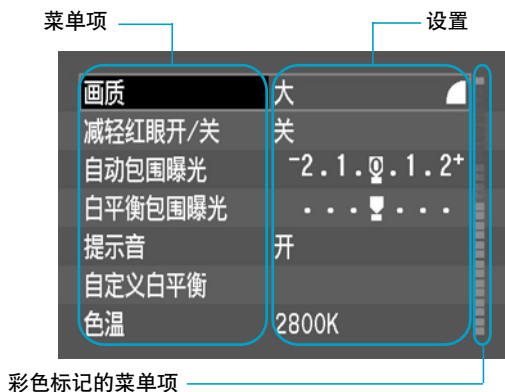 菜单项 设置
画质 大
减轻红眼开/关 关
自动包围曝光 -2.1.0.1.2+
白平衡包围曝光
提示音 开
自定义白平衡
色温 2800K
彩色标记的菜单项